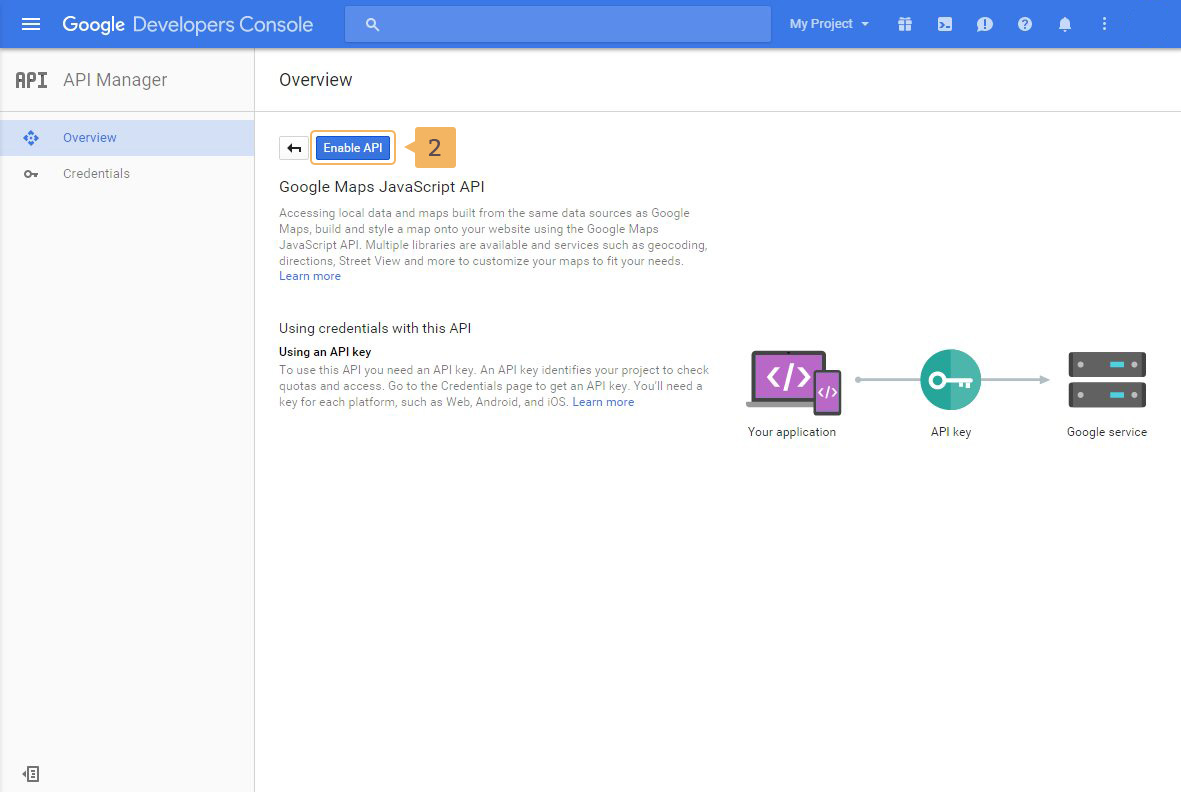 Google Developers Console
My Project
API API Manager
Overview
Overview
Credentials
Enable API
2
Google Maps JavaScript API
Accessing local data and maps built from the same data sources as Google
Maps, build and style a map onto your website using the Google Maps
JavaScript API. Multiple libraries are available and services such as geocoding,
directions, Street View and more to customize your maps to fit your needs.
Learn more
Using credentials with this API
Using an API key
To use this API you need an API key. An API key identifies your project to check
quotas and access. Go to the Credentials page to get an API key. You'll need a
key for each platform, such as Web, Android, and iOS. Learn more
</>
</>
Your application
API key
Google service